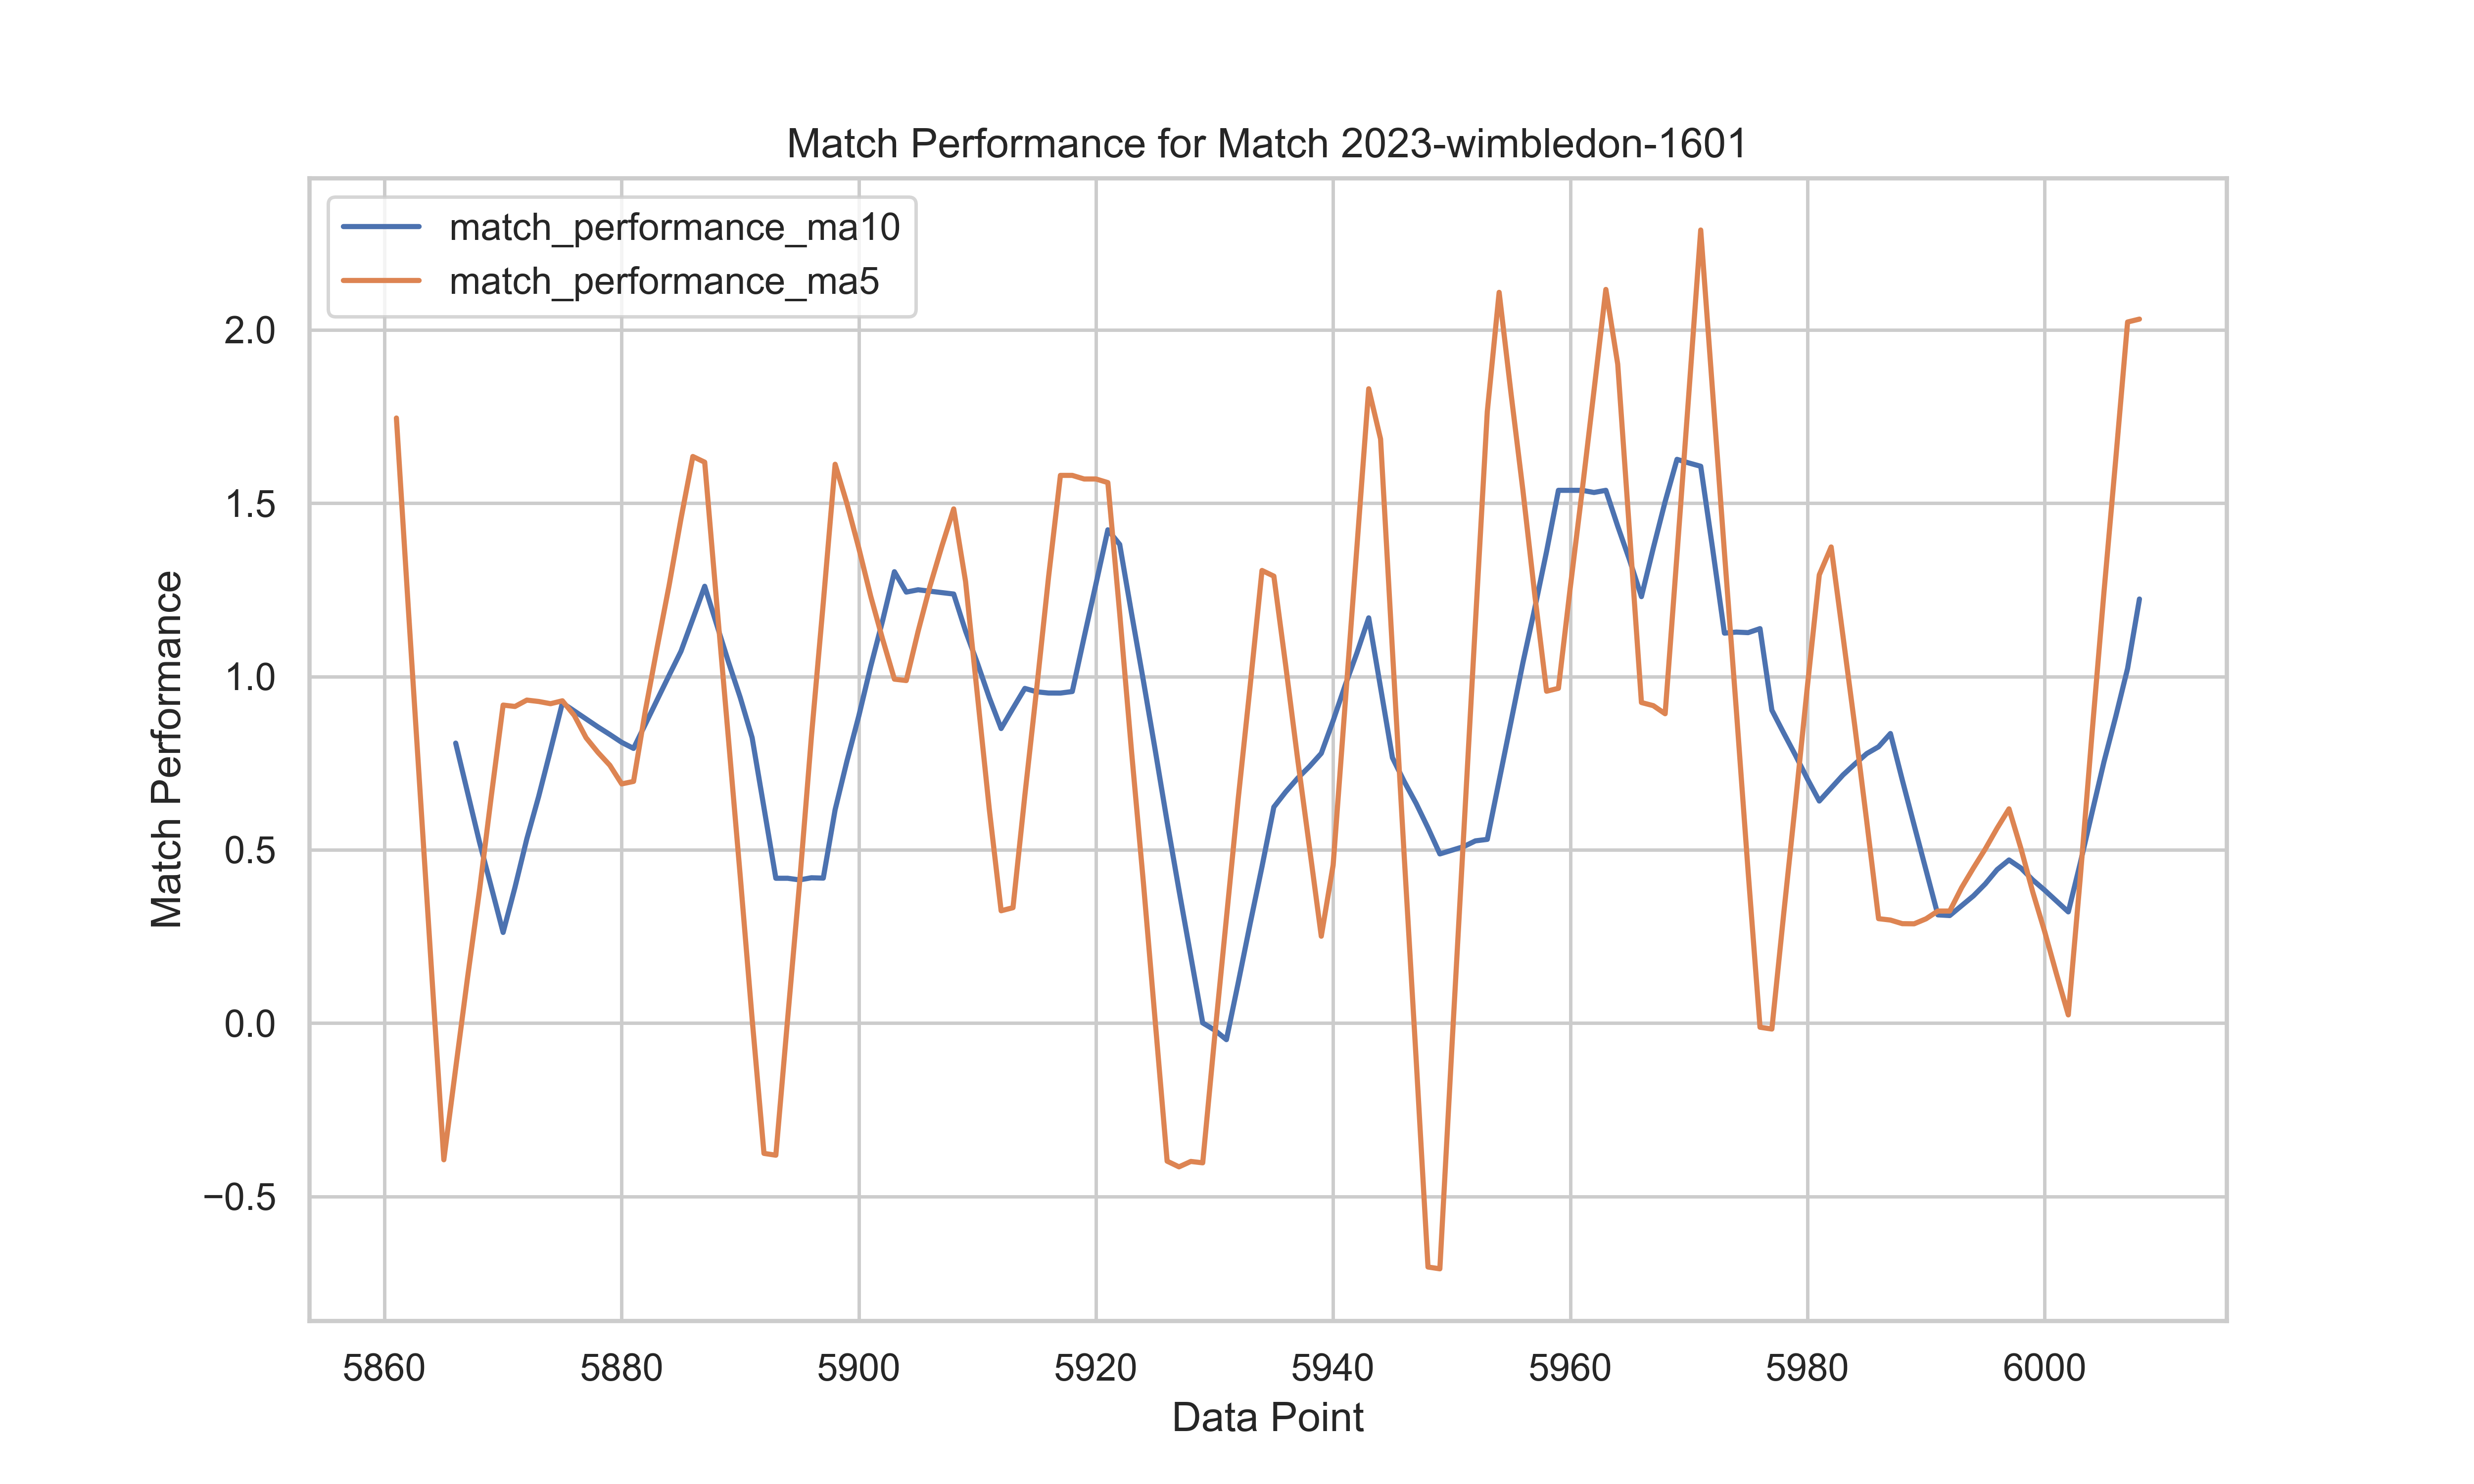 Match Performance for Match 2023-wimbledon-1601
match_performance_ma10
match_performance_ma5
Match Performance
2.0
1.5
1.0
0.5
0.0
−0.5
5860 5880 5900 5920 5940 5960 5980 6000
Data Point